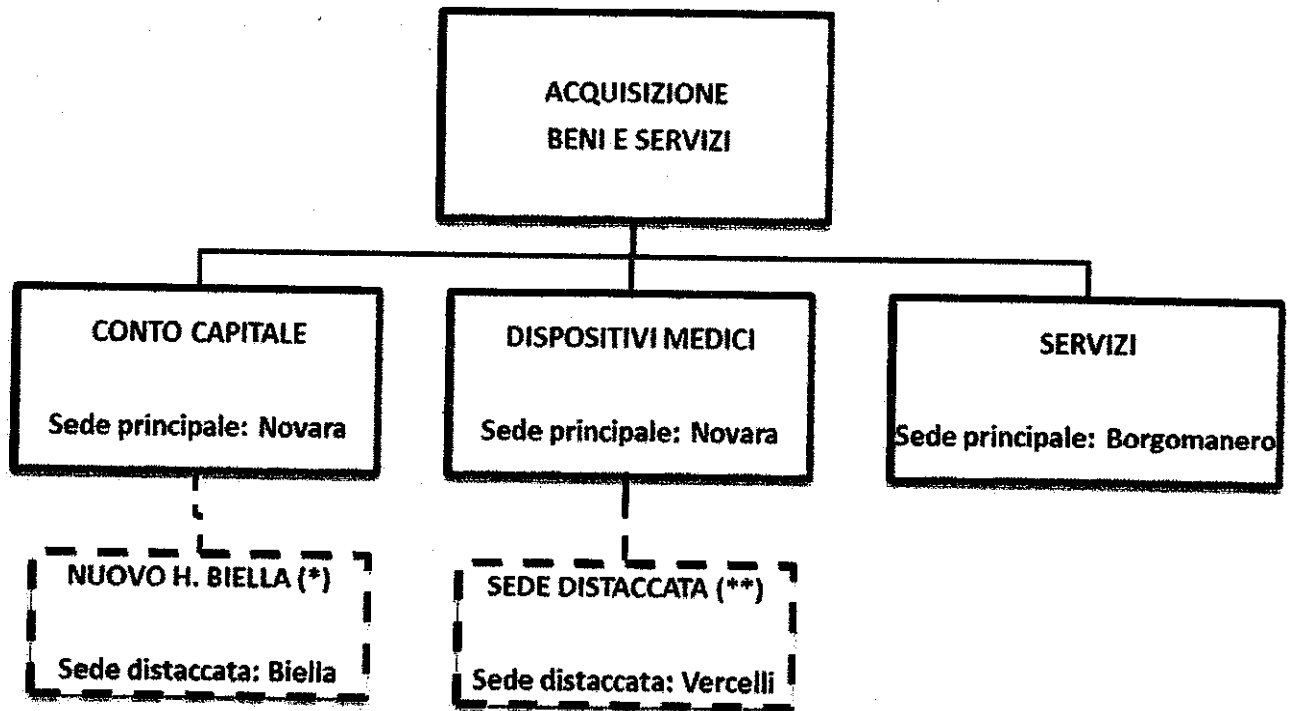 ACQUISIZIONE
BENI E SERVIZI
CONTO CAPITALE
Sede principale: Novara
DISPOSITIVI MEDICI
Sede principale: Novara
SERVIZI
Sede principale: Borgomanero
NUOVO H. BIELLA (*)
Sede distaccata: Biella
SEDE DISTACCATA (**)
Sede distaccata: Vercelli